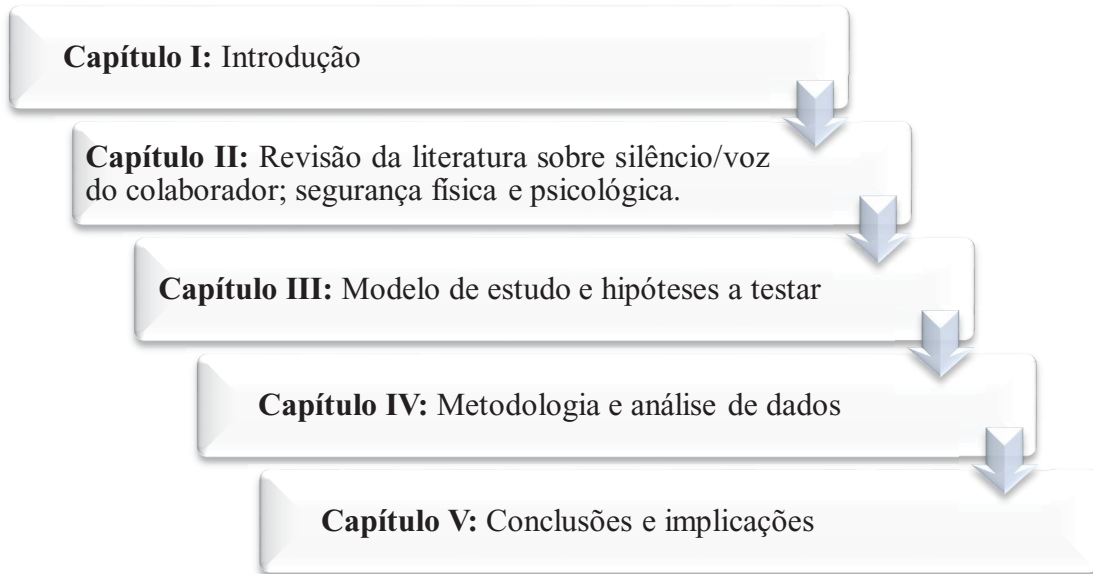 Capítulo I: Introdução
Capítulo II: Revisão da literatura sobre silêncio/voz
do colaborador; segurança física e psicológica.
Capítulo III: Modelo de estudo e hipóteses a testar
Capítulo IV: Metodologia e análise de dados
Capítulo V: Conclusões e implicações